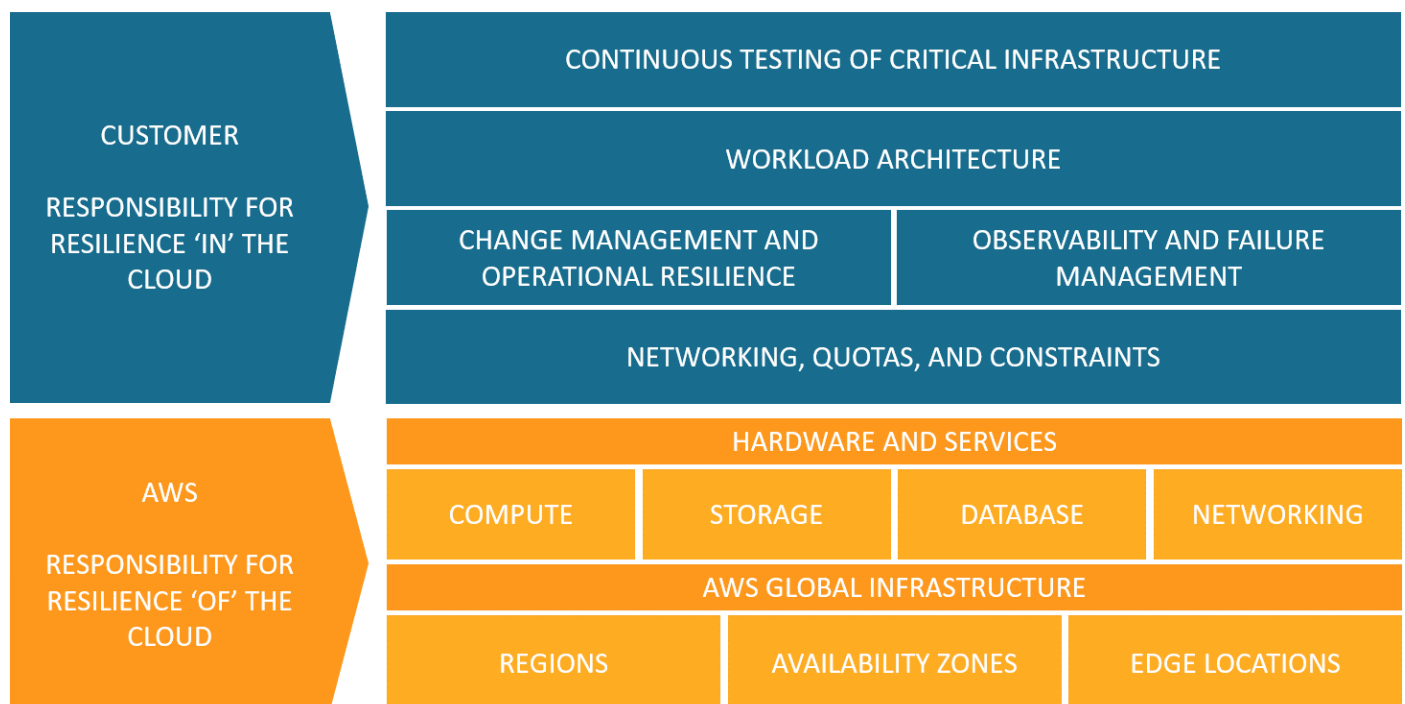 CUSTOMER
RESPONSIBILITY FOR
RESILIENCE ‘IN’ THE
CLOUD
CONTINUOUS TESTING OF CRITICAL INFRASTRUCTURE
WORKLOAD ARCHITECTURE
CHANGE MANAGEMENT AND
OPERATIONAL RESILIENCE
OBSERVABILITY AND FAILURE
MANAGEMENT
NETWORKING, QUOTAS, AND CONSTRAINTS
AWS
RESPONSIBILITY FOR
RESILIENCE ‘OF’ THE
CLOUD
HARDWARE AND SERVICES
COMPUTE
STORAGE
DATABASE
NETWORKING
AWS GLOBAL INFRASTRUCTURE
REGIONS
AVAILABILITY ZONES
EDGE LOCATIONS